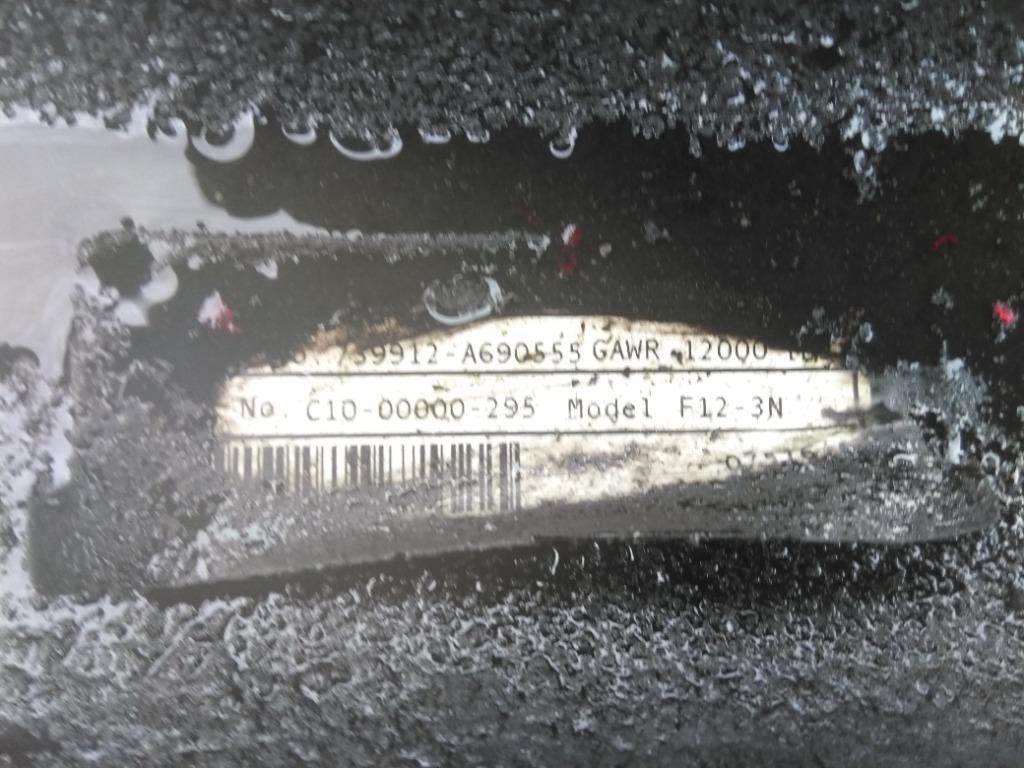 739912-A690555 GAWR 12000
No. C10-00000-295 Model F12-3N